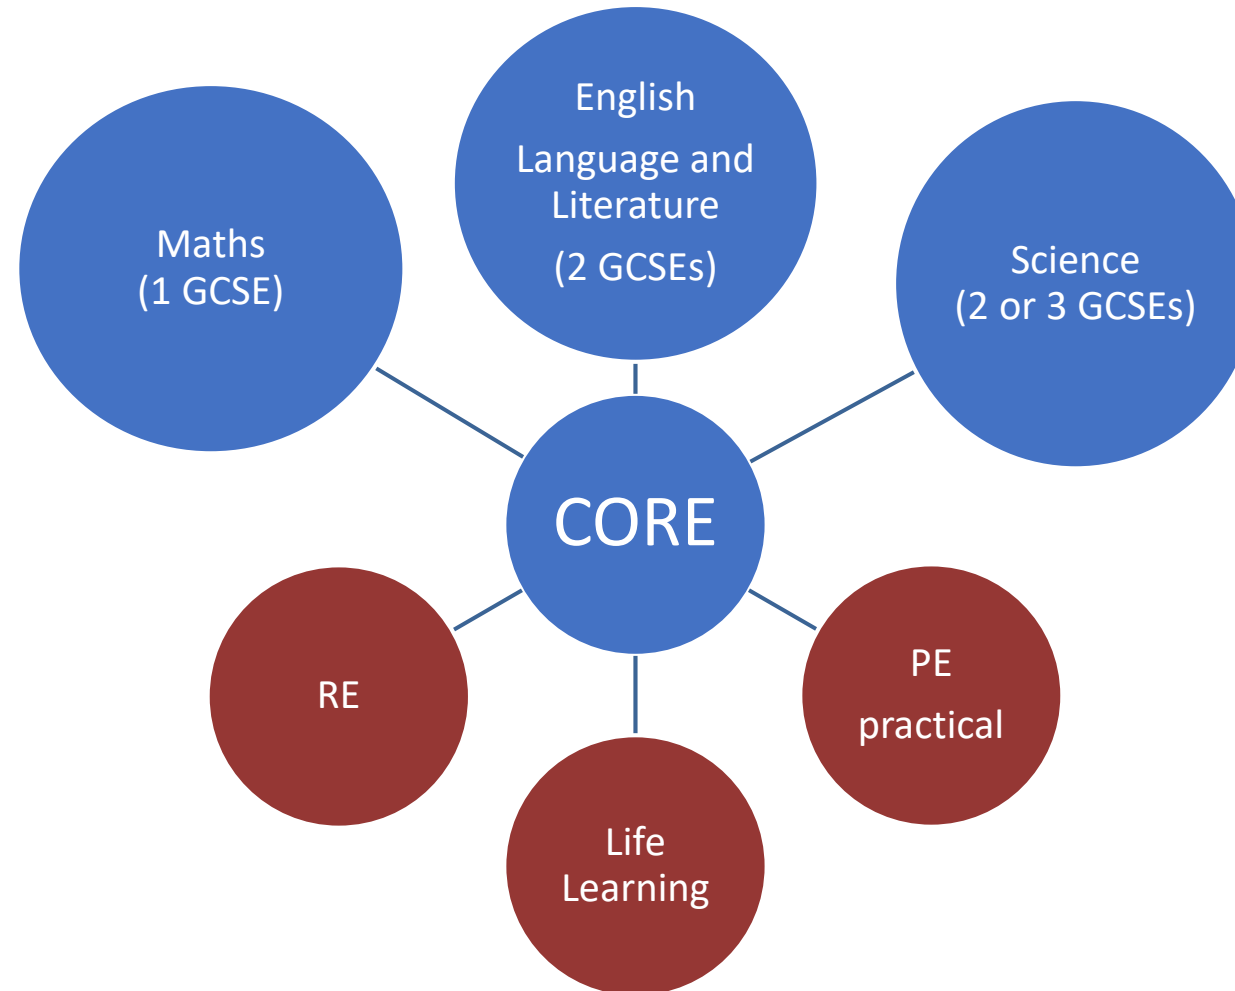 English
Language and
Literature
(2 GCSEs)
Maths
(1 GCSE)
Science
(2 or 3 GCSEs)
CORE
RE
PE
practical
Life
Learning